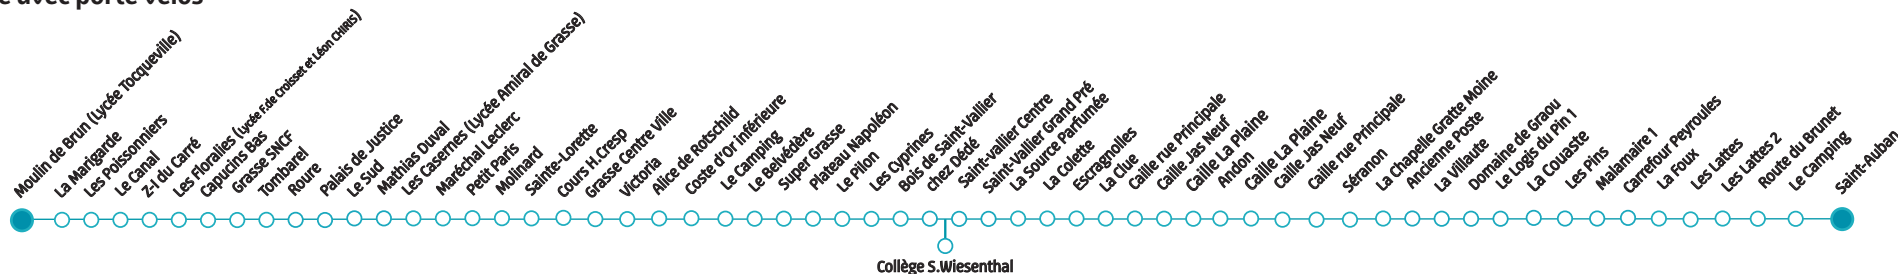 avec porte vélos
Moulin de Brun (Lycée Tocqueville)
La Marigarde
Les Poissonniers
Le Canal
Z-I du Carré
Les Floralies (Lycée F.de Croisset et Léon CHIRIS)
Capucins Bas
Grasse SNCF
Tombarel
Roure
Palais de Justice
Le Sud
Mathias Duval
Les Casernes (Lycée Amiral de Grasse)
Maréchal Leclerc
Petit Paris
Molinard
Sainte-Lorette
Cours H.Cresp
Grasse Centre Ville
Victoria
Alice de Rotschild
Coste d'Or Inférieure
Le Camping
Le Belvédère
Super Grasse
Plateau Napoléon
Le Pilon
Les Cyprines
Bois de Saint-Vallier
chez Dédé
Saint-Vallier Centre
Saint-Vallier Grand Pré
La Source Parfumée
La Colette
Escragnolles
La Clue
Caille rue Principale
Caille Jas Neuf
Caille La Plaine
Andon
Caille La Plaine
Caille Jas Neuf
Caille rue Principale
Séranon
La Chapelle Gratte Moine
Ancienne Poste
La Villaute
Domaine de Graou
Le Logis du Pin 1
La Couaste
Les Pins
Malamaire 1
Carrefour Peyroules
La Foux
Les Lattes
Les Lattes 2
Route du Brunet
Le Camping
Saint-Auban
Collège S.Wiesenthal